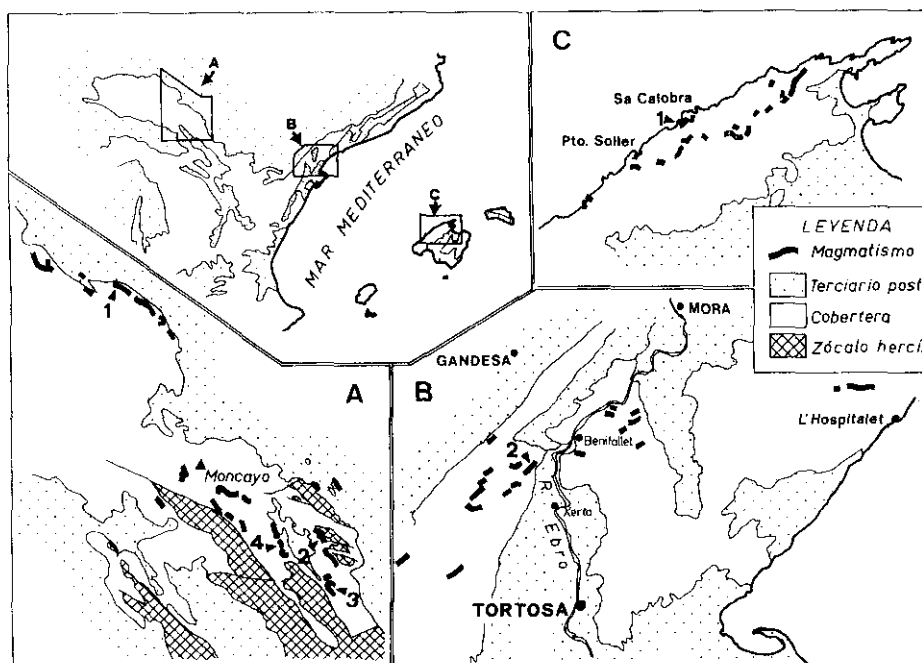 A
B
C
MAR MEDITERRANEO
C
Sa Calobra
1
Pto. Soller
LEYENDA
Magmatismo
Terciario post
Cobertera
Zócalo hercí
1
A
Moncayo
4
2
3
B
MORA
GANDESA
L'Hospitalet
Benifallet
2
Xerta
R. Ebro
TORTOSA